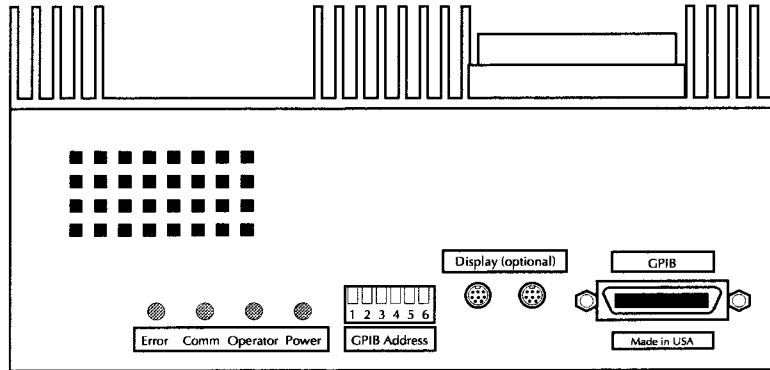 Display (optional)
GPIB
1 2 3 4 5 6
Error Comm Operator Power
GPIB Address
Made in USA